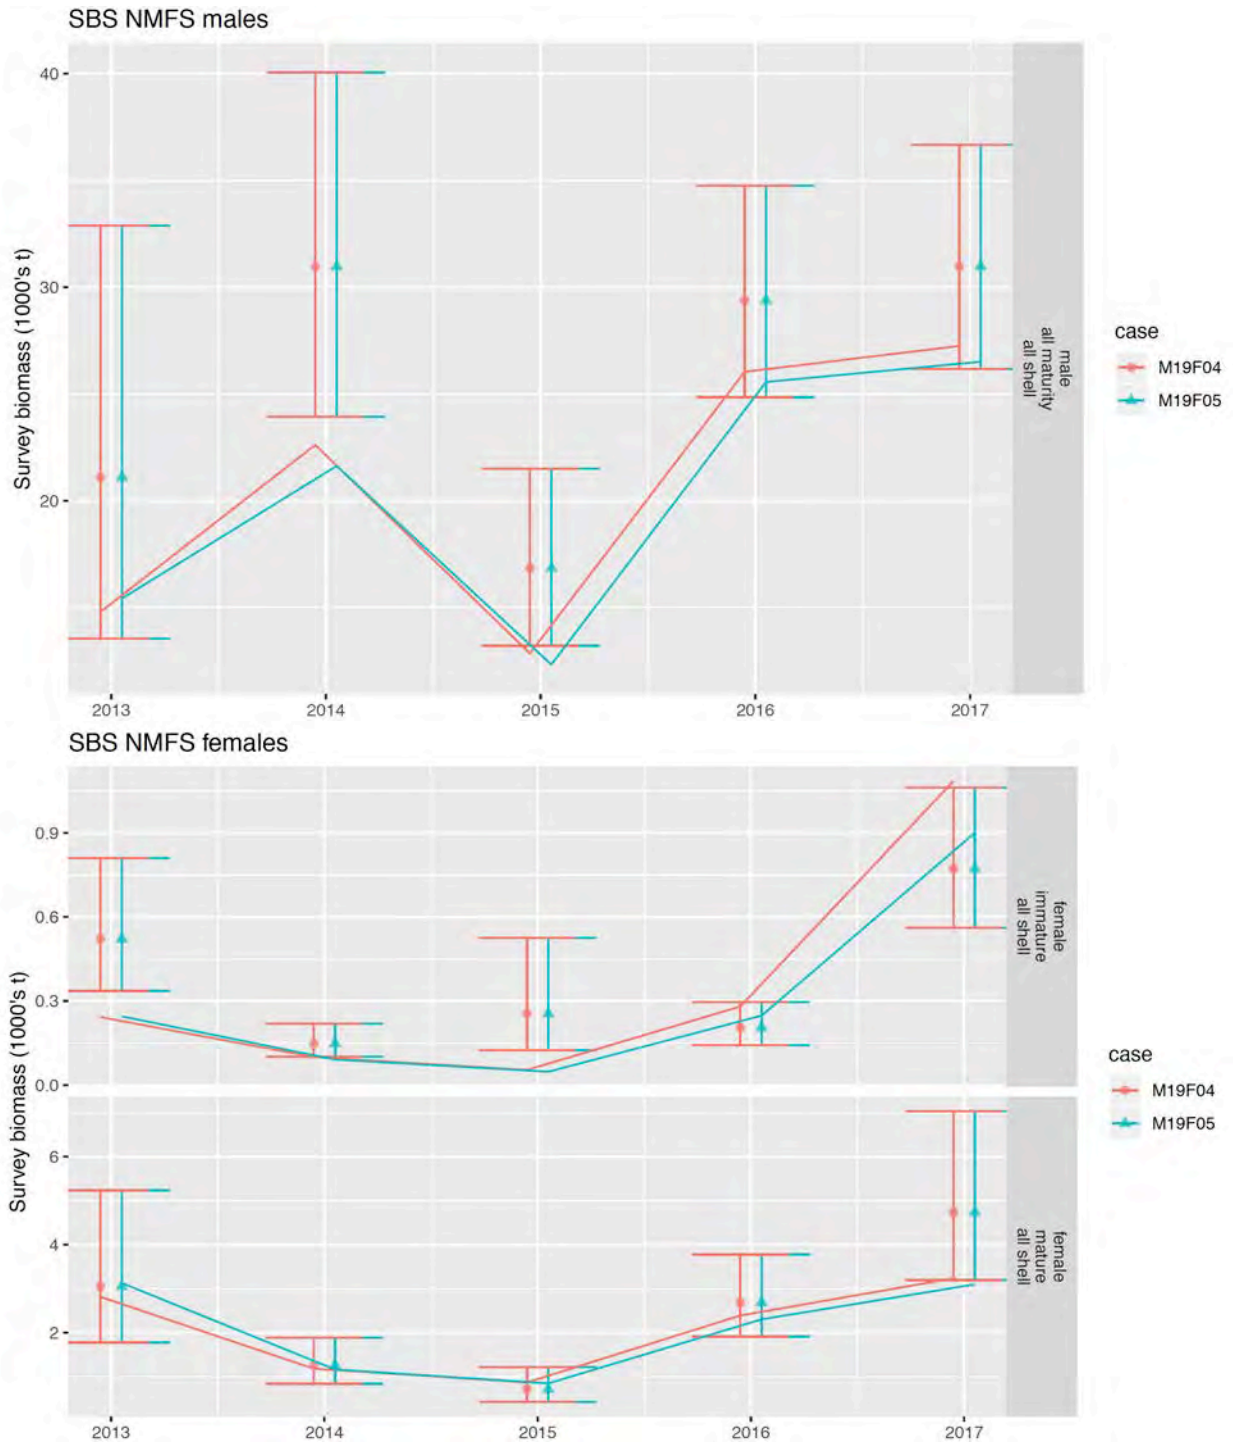 SBS NMFS males
Survey biomass (1000's t)
40
30
20
male
all maturity
all shell
case
M19F04
M19F05
2013 2014 2015 2016 2017
SBS NMFS females
Survey biomass (1000's t)
0.9
0.6
0.3
0.0
female
immature
all shell
6
4
2
female
mature
all shell
case
M19F04
M19F05
2013 2014 2015 2016 2017